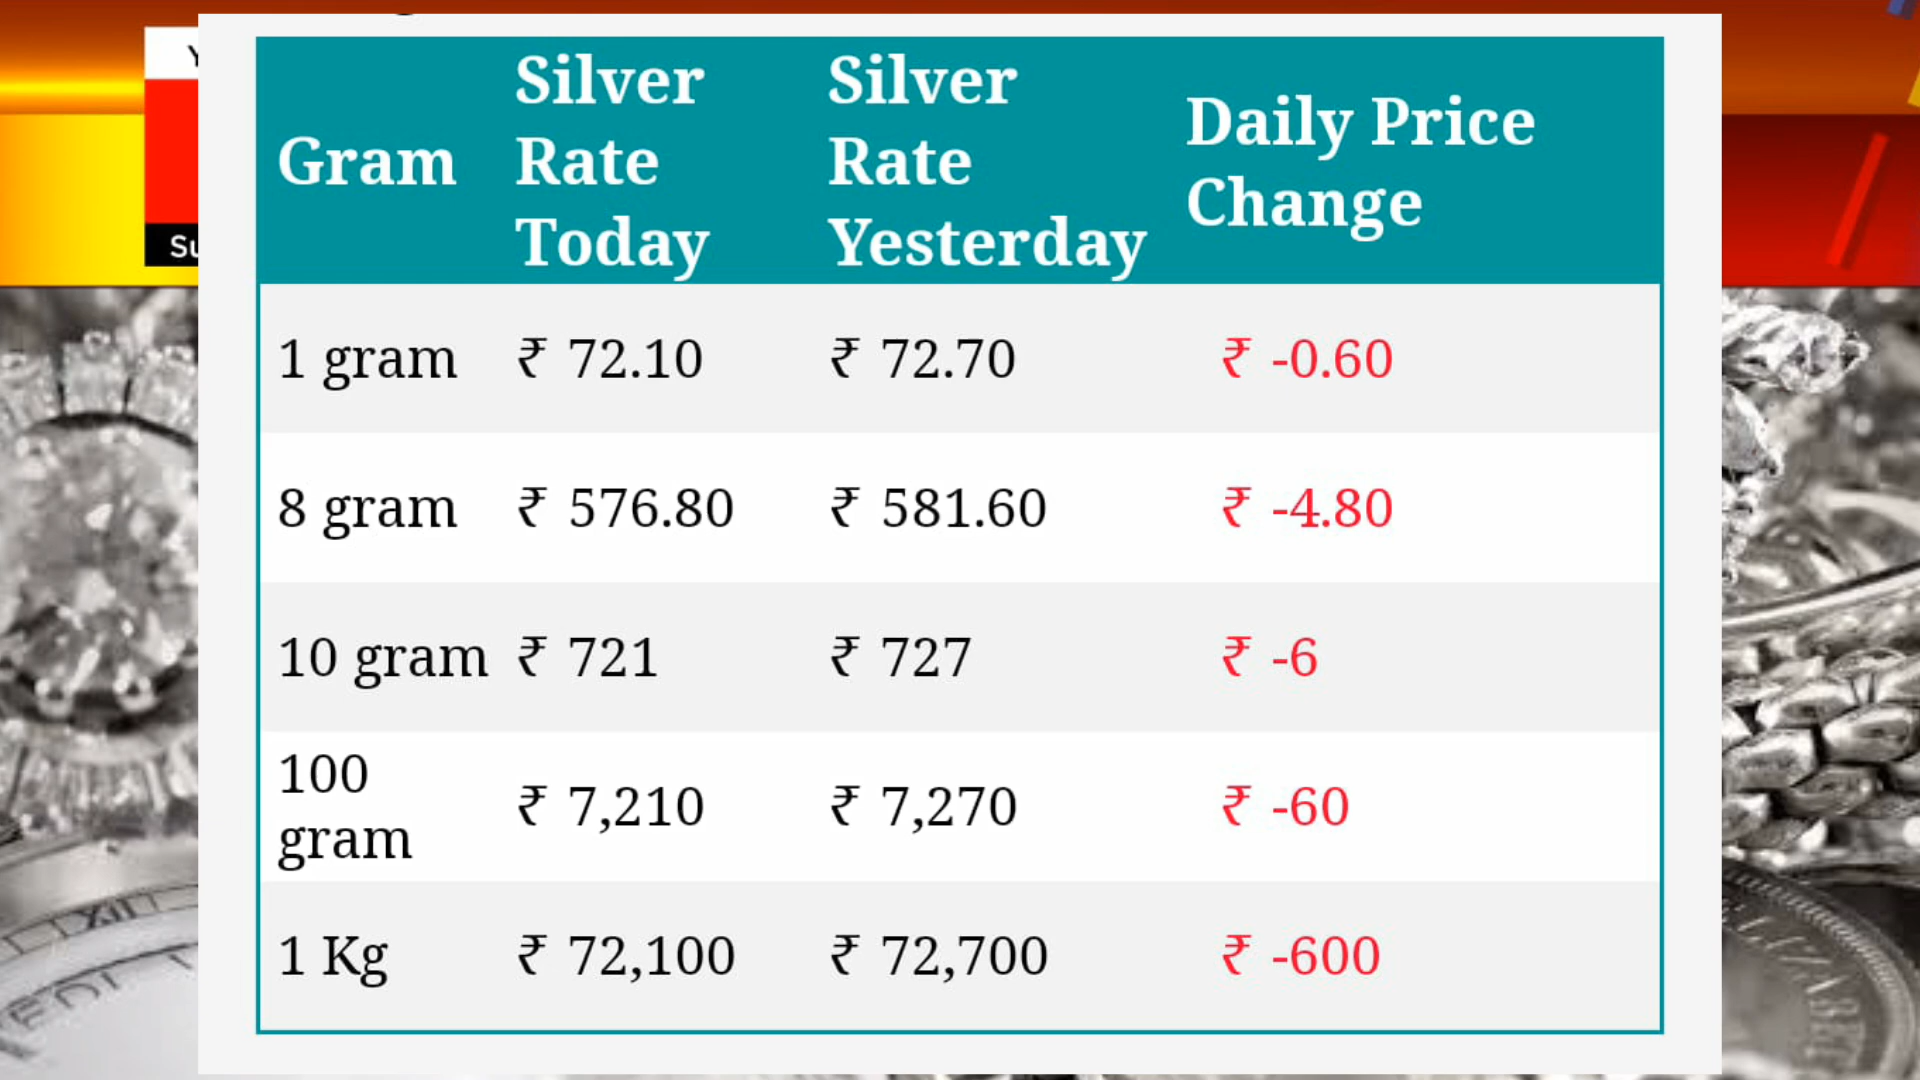 Gram
Silver
Rate
Today
Silver
Rate
Yesterday
Daily Price
Change
1 gram ₹ 72.10 ₹ 72.70 ₹ -0.60
8 gram ₹ 576.80 ₹ 581.60 ₹ -4.80
10 gram ₹ 721 ₹ 727 ₹ -6
100
gram ₹ 7,210 ₹ 7,270 ₹ -60
1 Kg ₹ 72,100 ₹ 72,700 ₹ -600
XII